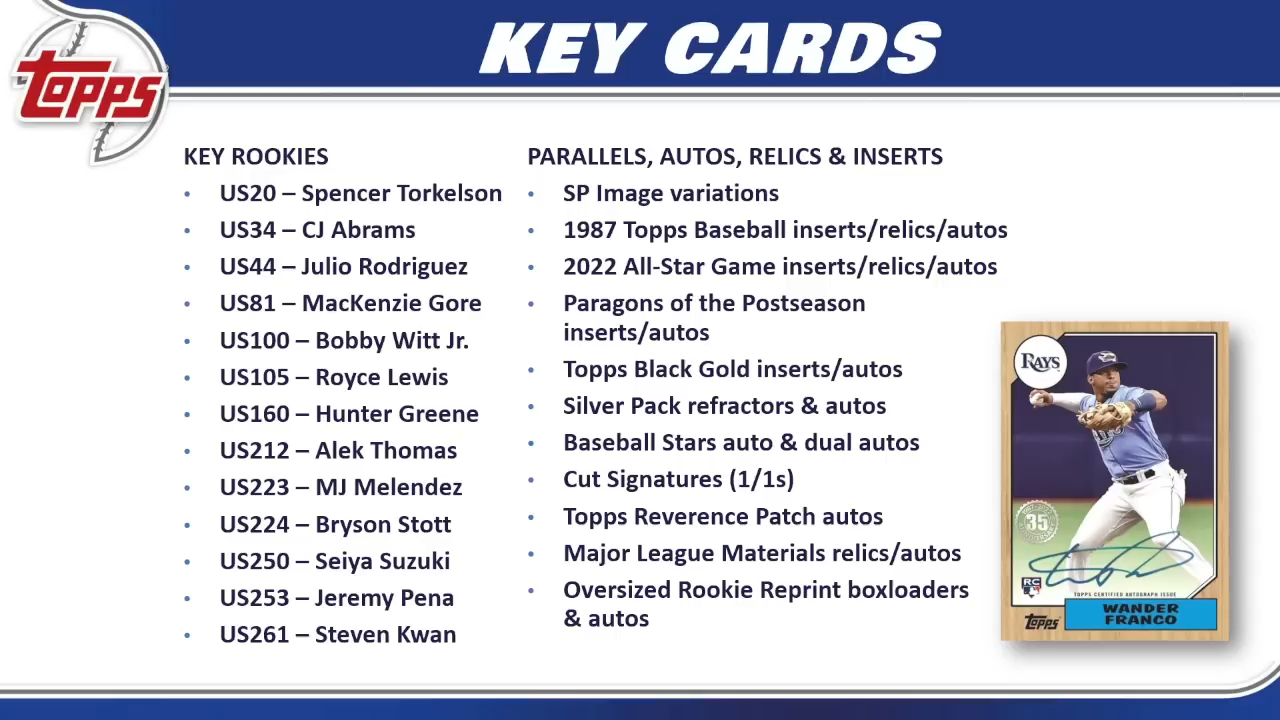 KEY CARDS
TOPPS
KEY ROOKIES
• US20 – Spencer Torkelson
• US34 – CJ Abrams
• US44 – Julio Rodriguez
• US81 – MacKenzie Gore
• US100 – Bobby Witt Jr.
• US105 – Royce Lewis
• US160 – Hunter Greene
• US212 – Alek Thomas
• US223 – MJ Melendez
• US224 – Bryson Stott
• US250 – Seiya Suzuki
• US253 – Jeremy Pena
• US261 – Steven Kwan
PARALLELS, AUTOS, RELICS & INSERTS
• SP Image variations
• 1987 Topps Baseball inserts/relics/autos
• 2022 All-Star Game inserts/relics/autos
• Paragons of the Postseason
inserts/autos
• Topps Black Gold inserts/autos
• Silver Pack refractors & autos
• Baseball Stars auto & dual autos
• Cut Signatures (1/1s)
• Topps Reverence Patch autos
• Major League Materials relics/autos
• Oversized Rookie Reprint boxloaders
& autos
RAYS
35
RC
TOPPS CERTIFIED AUTOGRAPH ISSUE
TOPPS
WANDER
FRANCO